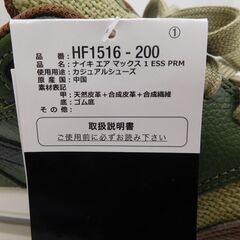 ①
品番: HF1516-200
品名: ナイキ エア マックス 1 ESS PRM
使用用途: カジュアルシューズ
原産国: 中国
素材表記
甲: 天然皮革+合成皮革+合成繊維
底: ゴム底
その他:
取扱説明書
ご使用前に必ずお読み下さい